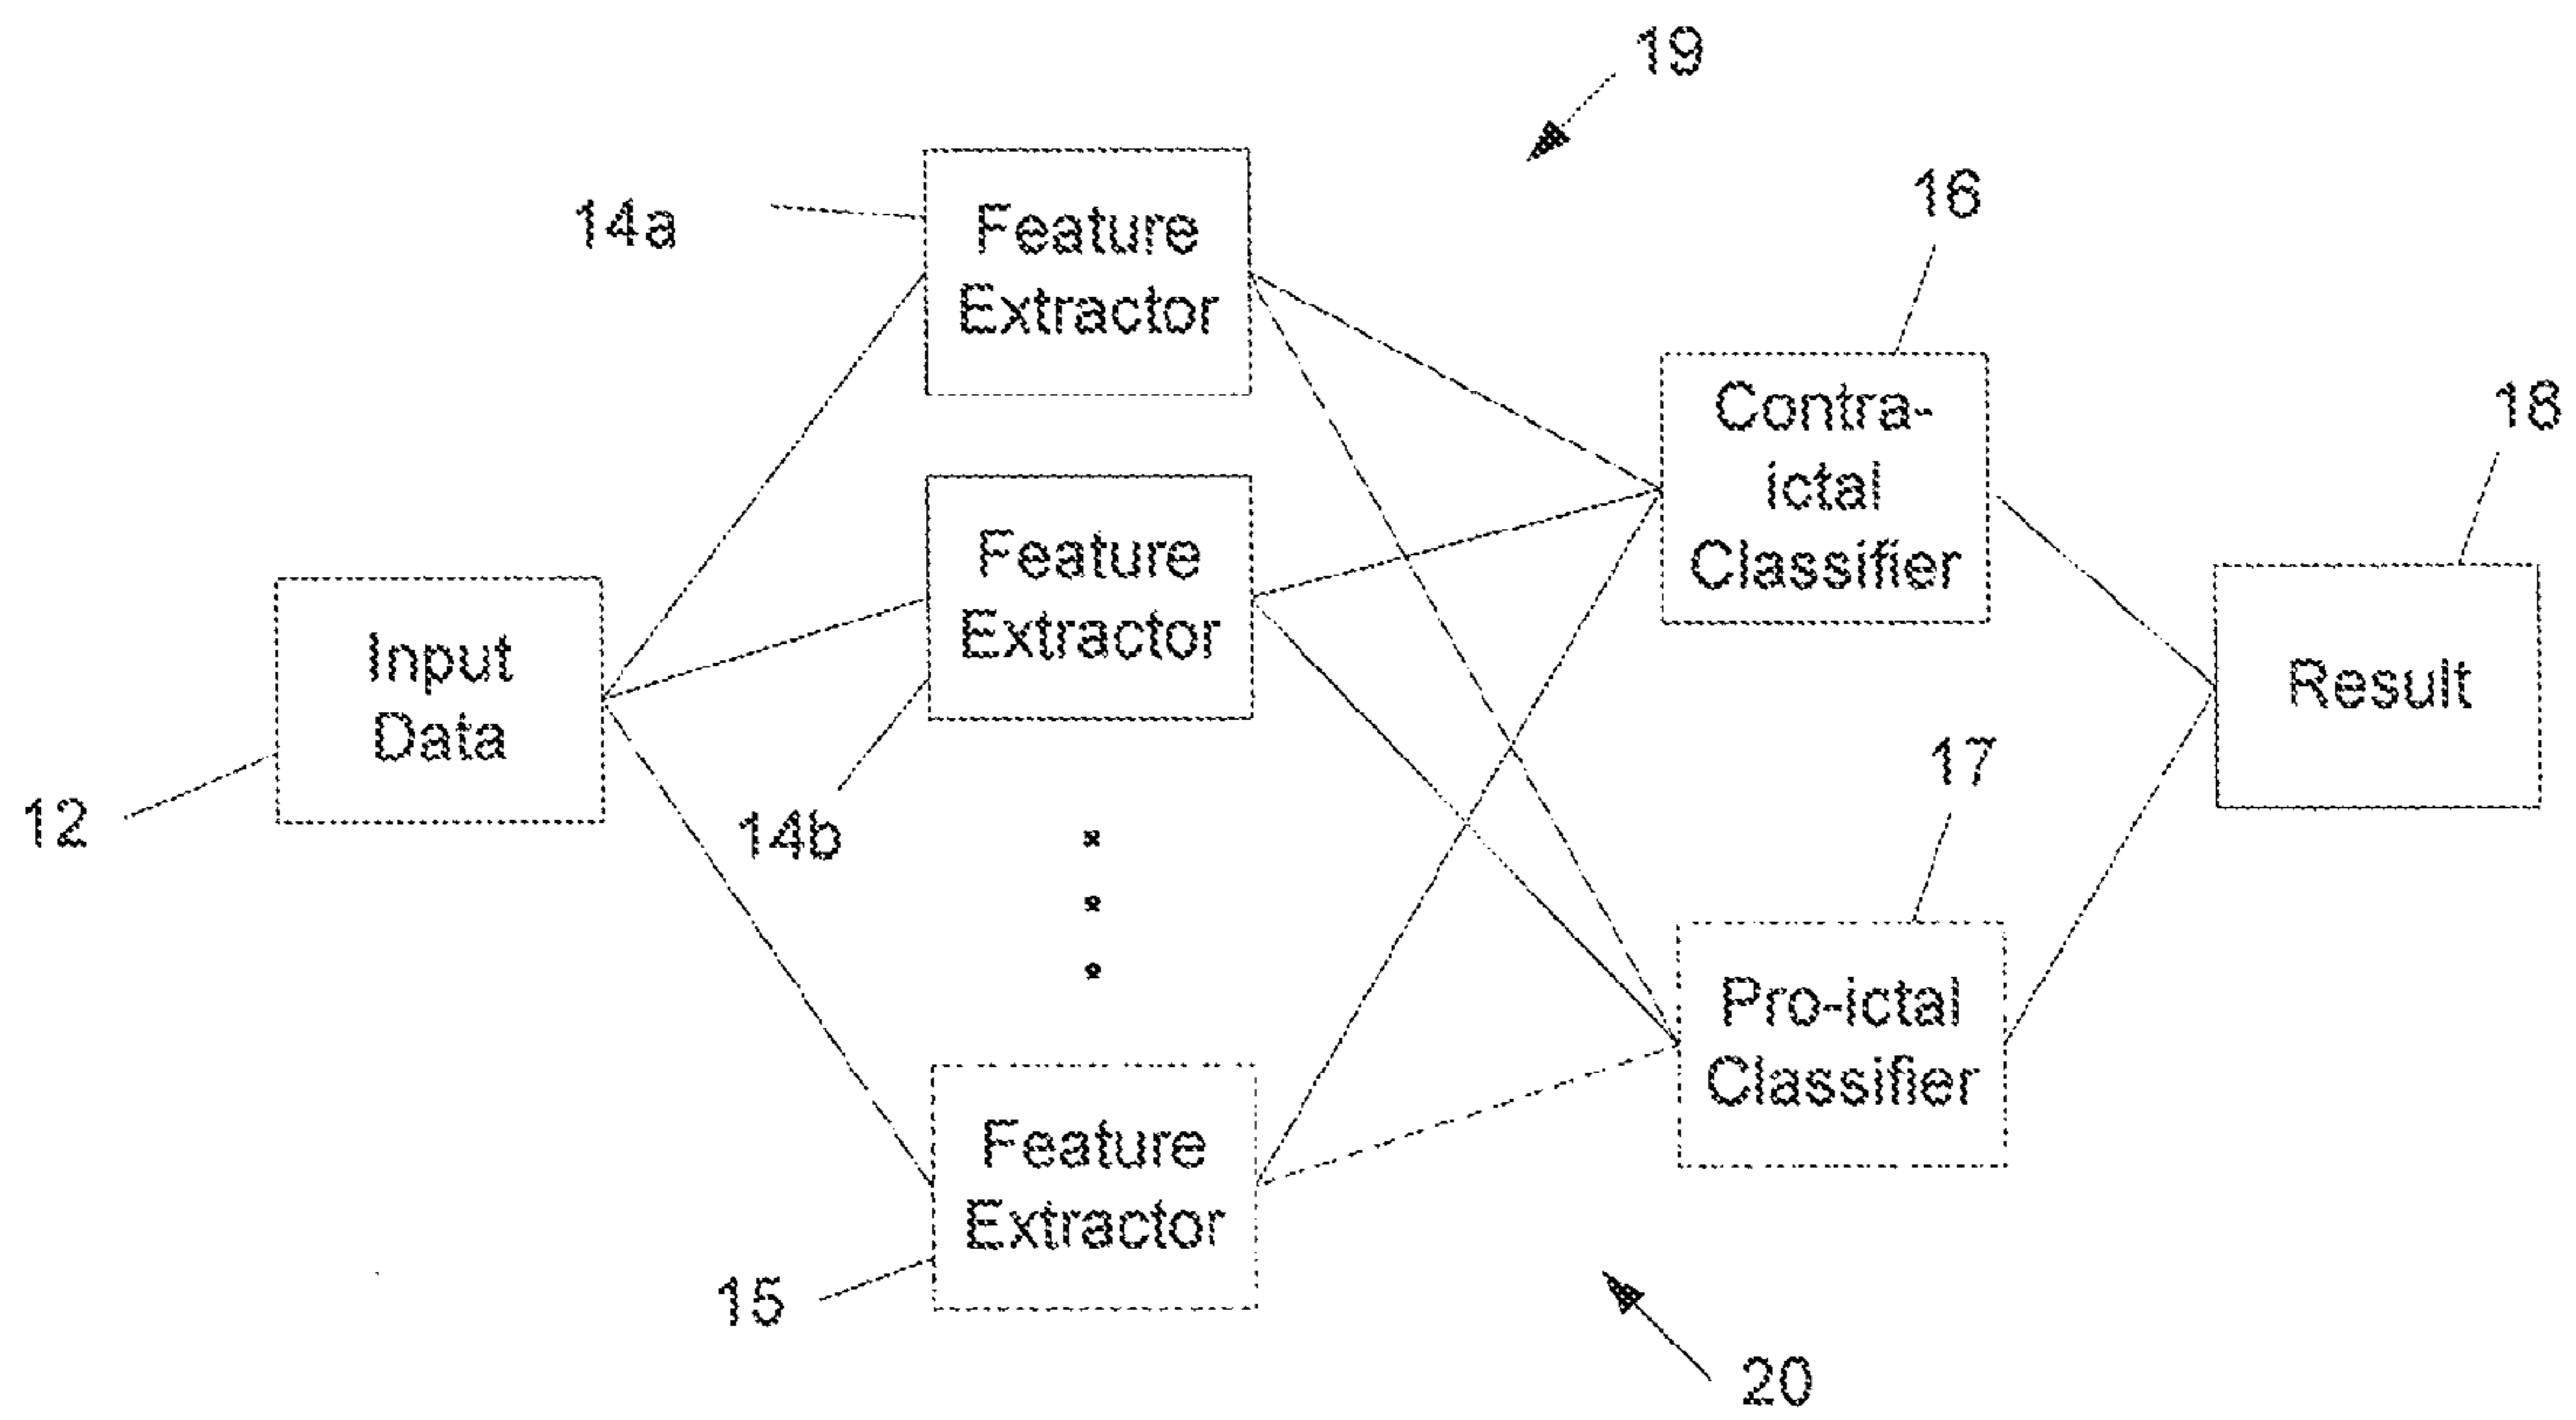 19
14a
Feature
Extractor
16
Contra-
ictal
Classifier
18
Feature
Extractor
Input
Data
Result
12
14b
17
Pro-ictal
Classifier
Feature
Extractor
15
20